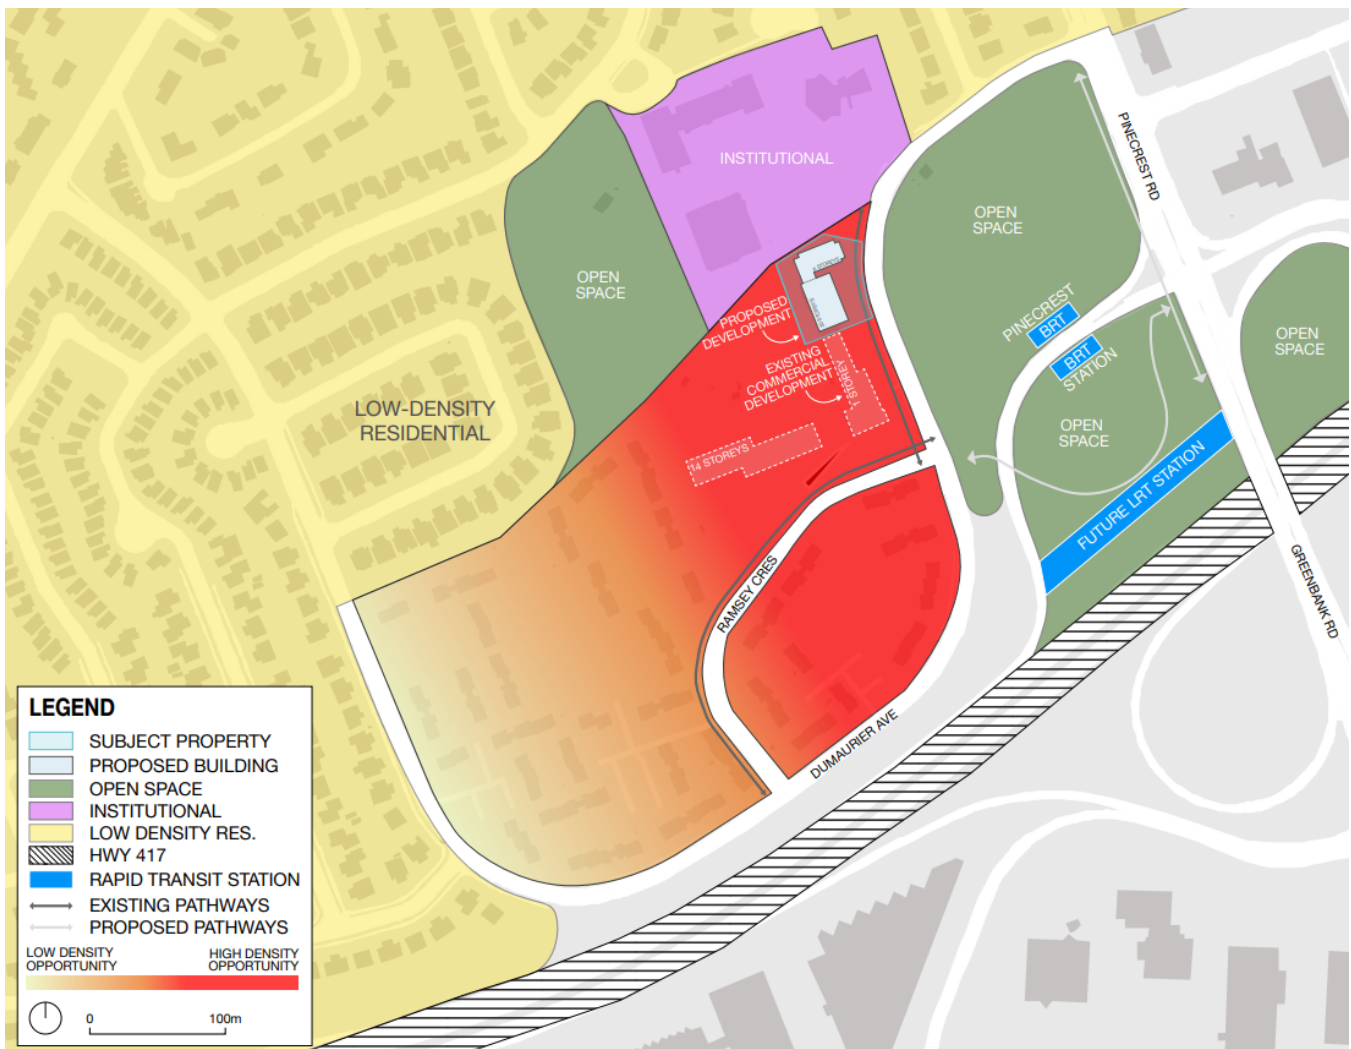 INSTITUTIONAL
PINECREST RD
OPEN
SPACE
OPEN
SPACE
PROPOSED
DEVELOPMENT
PINECREST
BRT
BRT
STATION
OPEN
SPACE
EXISTING
COMMERCIAL
DEVELOPMENT
1 STOREY
LOW-DENSITY
RESIDENTIAL
OPEN
SPACE
14 STOREYS
FUTURE LRT STATION
RAMSEY CRES
GREENBANK RD
DUMAURIER AVE
LEGEND
SUBJECT PROPERTY
PROPOSED BUILDING
OPEN SPACE
INSTITUTIONAL
LOW DENSITY RES.
HWY 417
RAPID TRANSIT STATION
EXISTING PATHWAYS
PROPOSED PATHWAYS
LOW DENSITY
OPPORTUNITY
HIGH DENSITY
OPPORTUNITY
0
100m